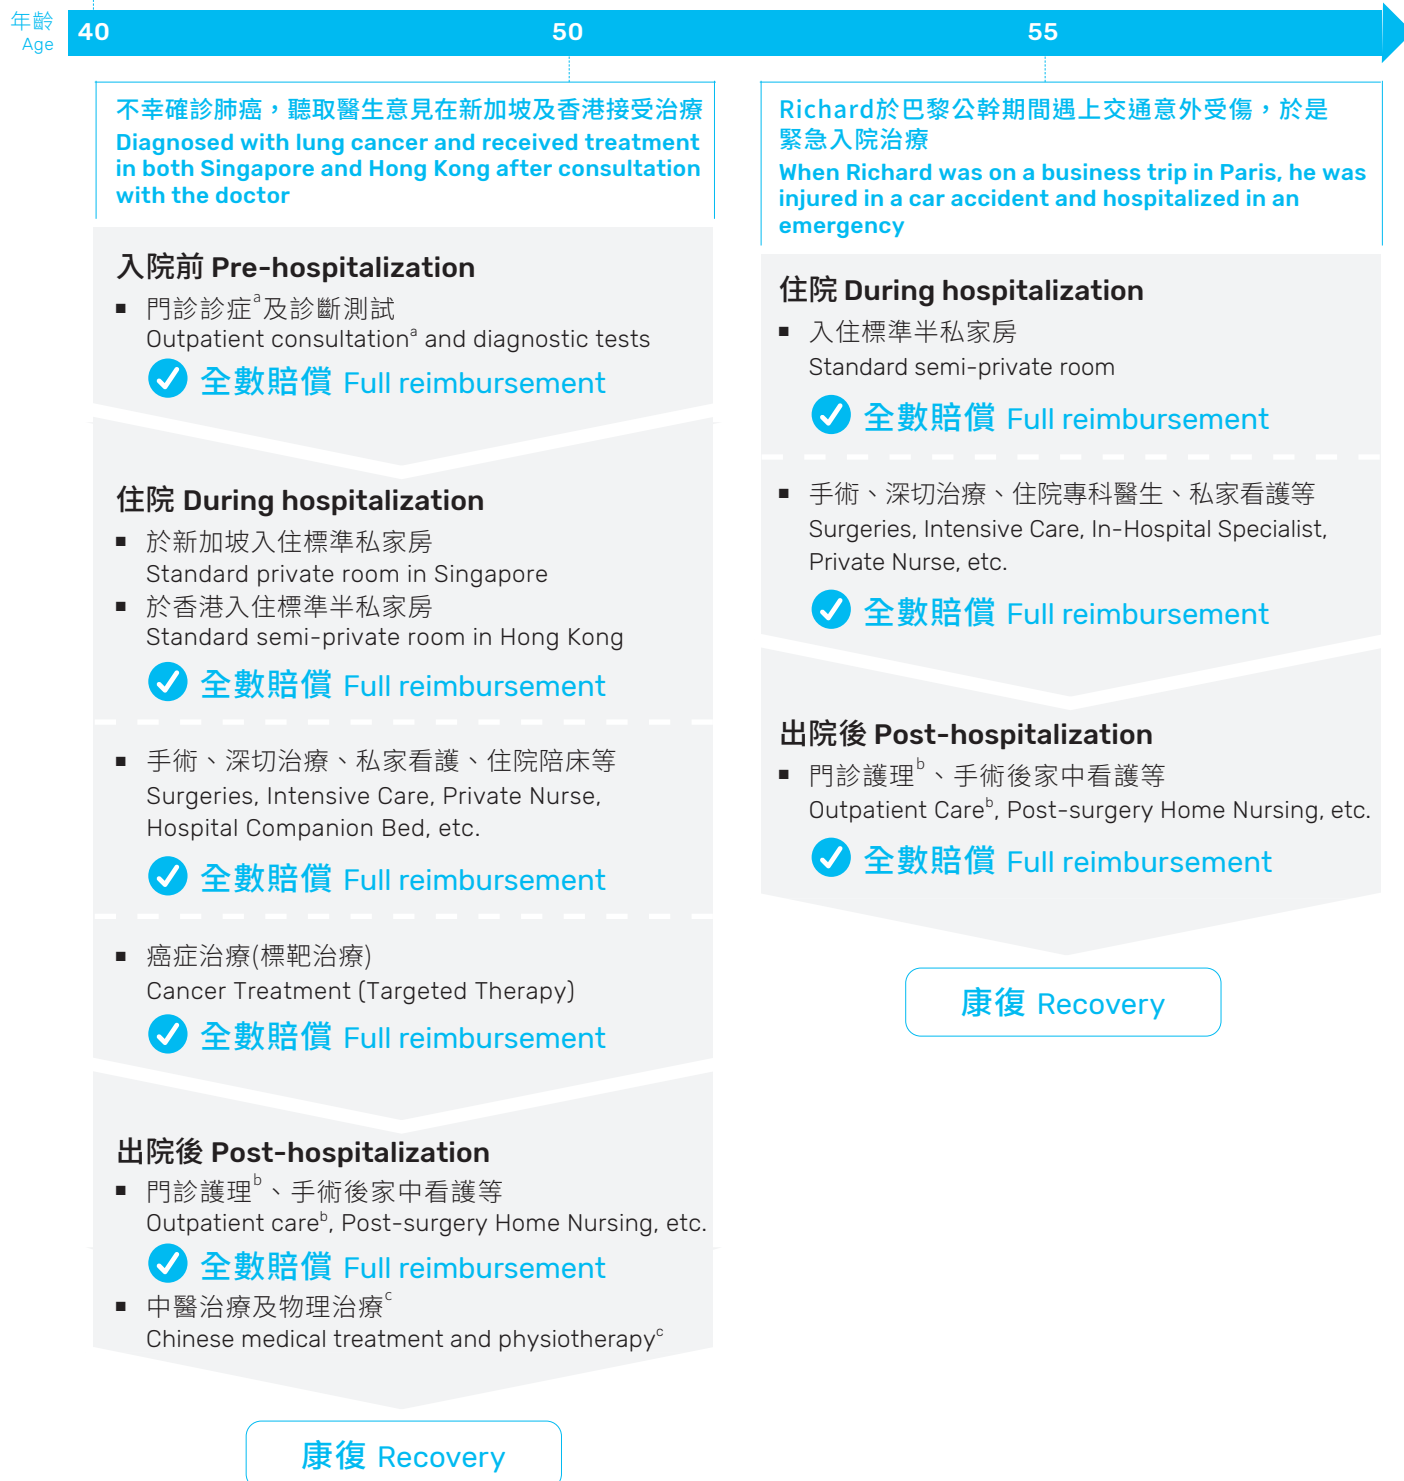 年齡
Age
40
50
55
不幸確診肺癌，聽取醫生意見在新加坡及香港接受治療
Diagnosed with lung cancer and received treatment
in both Singapore and Hong Kong after consultation
with the doctor
入院前 Pre-hospitalization
■ 門診診症a及診斷測試
Outpatient consultationa and diagnostic tests
全數賠償 Full reimbursement
住院 During hospitalization
■ 於新加坡入住標準私家房
Standard private room in Singapore
■ 於香港入住標準半私家房
Standard semi-private room in Hong Kong
全數賠償 Full reimbursement
■ 手術、深切治療、私家看護、住院陪床等
Surgeries, Intensive Care, Private Nurse,
Hospital Companion Bed, etc.
全數賠償 Full reimbursement
■ 癌症治療(標靶治療)
Cancer Treatment (Targeted Therapy)
全數賠償 Full reimbursement
出院後 Post-hospitalization
■ 門診護理b、手術後家中看護等
Outpatient careb, Post-surgery Home Nursing, etc.
全數賠償 Full reimbursement
■ 中醫治療及物理治療c
Chinese medical treatment and physiotherapyc
康復 Recovery
Richard於巴黎公幹期間遇上交通意外受傷，於是
緊急入院治療
When Richard was on a business trip in Paris, he was
injured in a car accident and hospitalized in an
emergency
住院 During hospitalization
■ 入住標準半私家房
Standard semi-private room
全數賠償 Full reimbursement
■ 手術、深切治療、住院專科醫生、私家看護等
Surgeries, Intensive Care, In-Hospital Specialist,
Private Nurse, etc.
全數賠償 Full reimbursement
出院後 Post-hospitalization
■ 門診護理b、手術後家中看護等
Outpatient Careb, Post-surgery Home Nursing, etc.
全數賠償 Full reimbursement
康復 Recovery